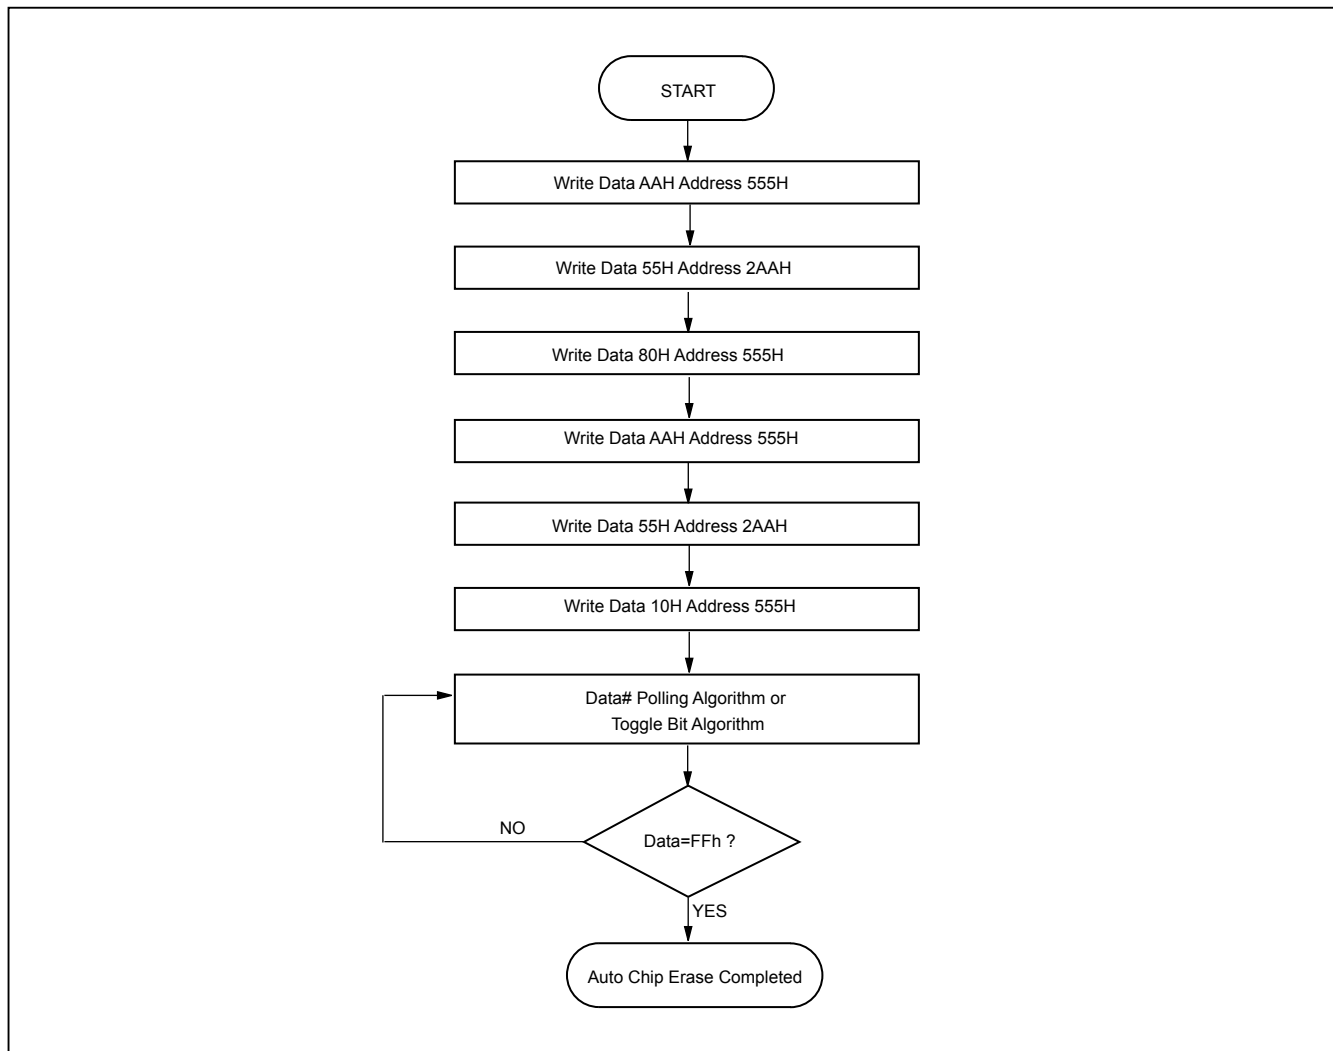 START
Write Data AAH Address 555H
Write Data 55H Address 2AAH
Write Data 80H Address 555H
Write Data AAH Address 555H
Write Data 55H Address 2AAH
Write Data 10H Address 555H
Data# Polling Algorithm or
Toggle Bit Algorithm
NO
Data=FFh ?
YES
Auto Chip Erase Completed